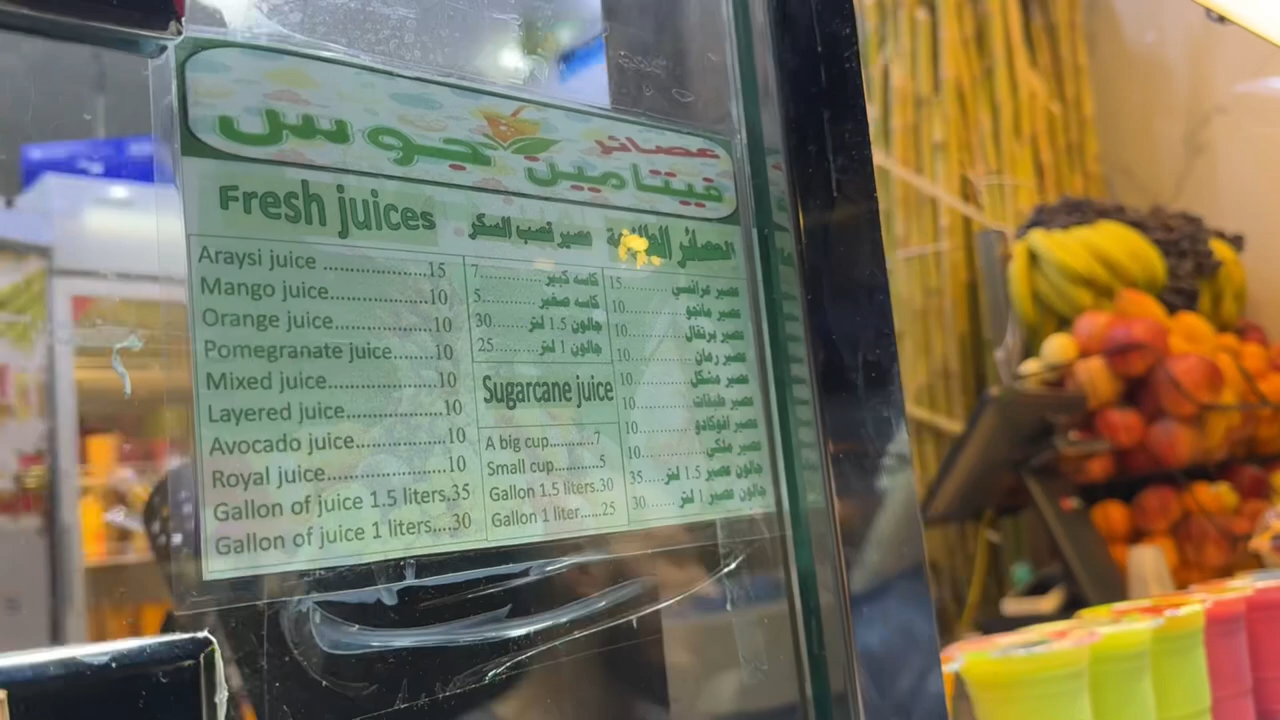 عصائر
فيتامين جوس
Fresh juices
عصير قصب السكر
Araysi juice ..................15
Mango juice..................10
Orange juice..................10
Pomegranate juice........10
Mixed juice..................10
Layered juice..................10
Avocado juice..................10
Royal juice..................10
Gallon of juice 1.5 liters.35
Gallon of juice 1 liters....30
كاسه كبير..................7
كاسه صغير..................5
جالون 1.5 لتر.......30
جالون 1 لتر.........25
Sugarcane juice
A big cup..........7
Small cup..........5
Gallon 1.5 liters.30
Gallon 1 liter......25
العصائر
عصير عرائسي..................15
عصير مانجو..................10
عصير برتقال..................10
عصير رمان..................10
عصير مشكل..................10
عصير طبقات..................10
عصير افوكادو..................10
عصير ملكي..................10
جالون عصير 1.5 لتر.....35
جالون عصير 1 لتر.......30